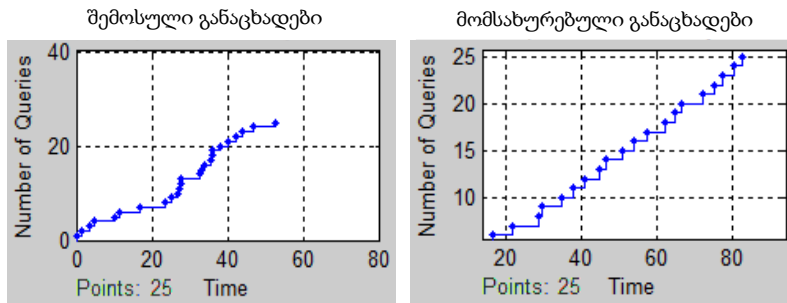 შემოსული განაცხადები
მომსახურებული განაცხადები
Number of Queries
40
20
0
0 20 40 60 80
Points: 25 Time
Number of Queries
25
20
15
10
20 40 60 80
Points: 25 Time